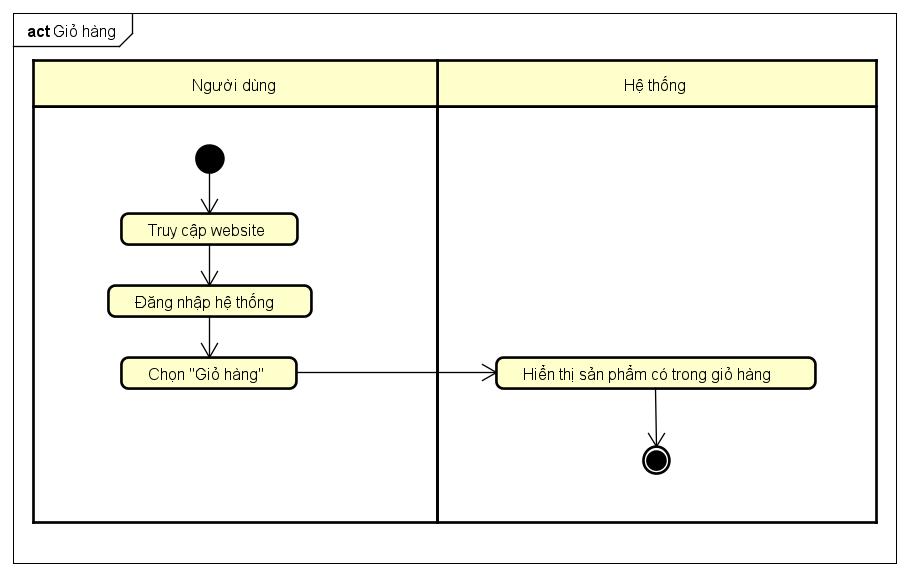 act Giỏ hàng
Người dùng
Hệ thống
Truy cập website
Đăng nhập hệ thống
Chọn "Giỏ hàng"
Hiển thị sản phẩm có trong giỏ hàng